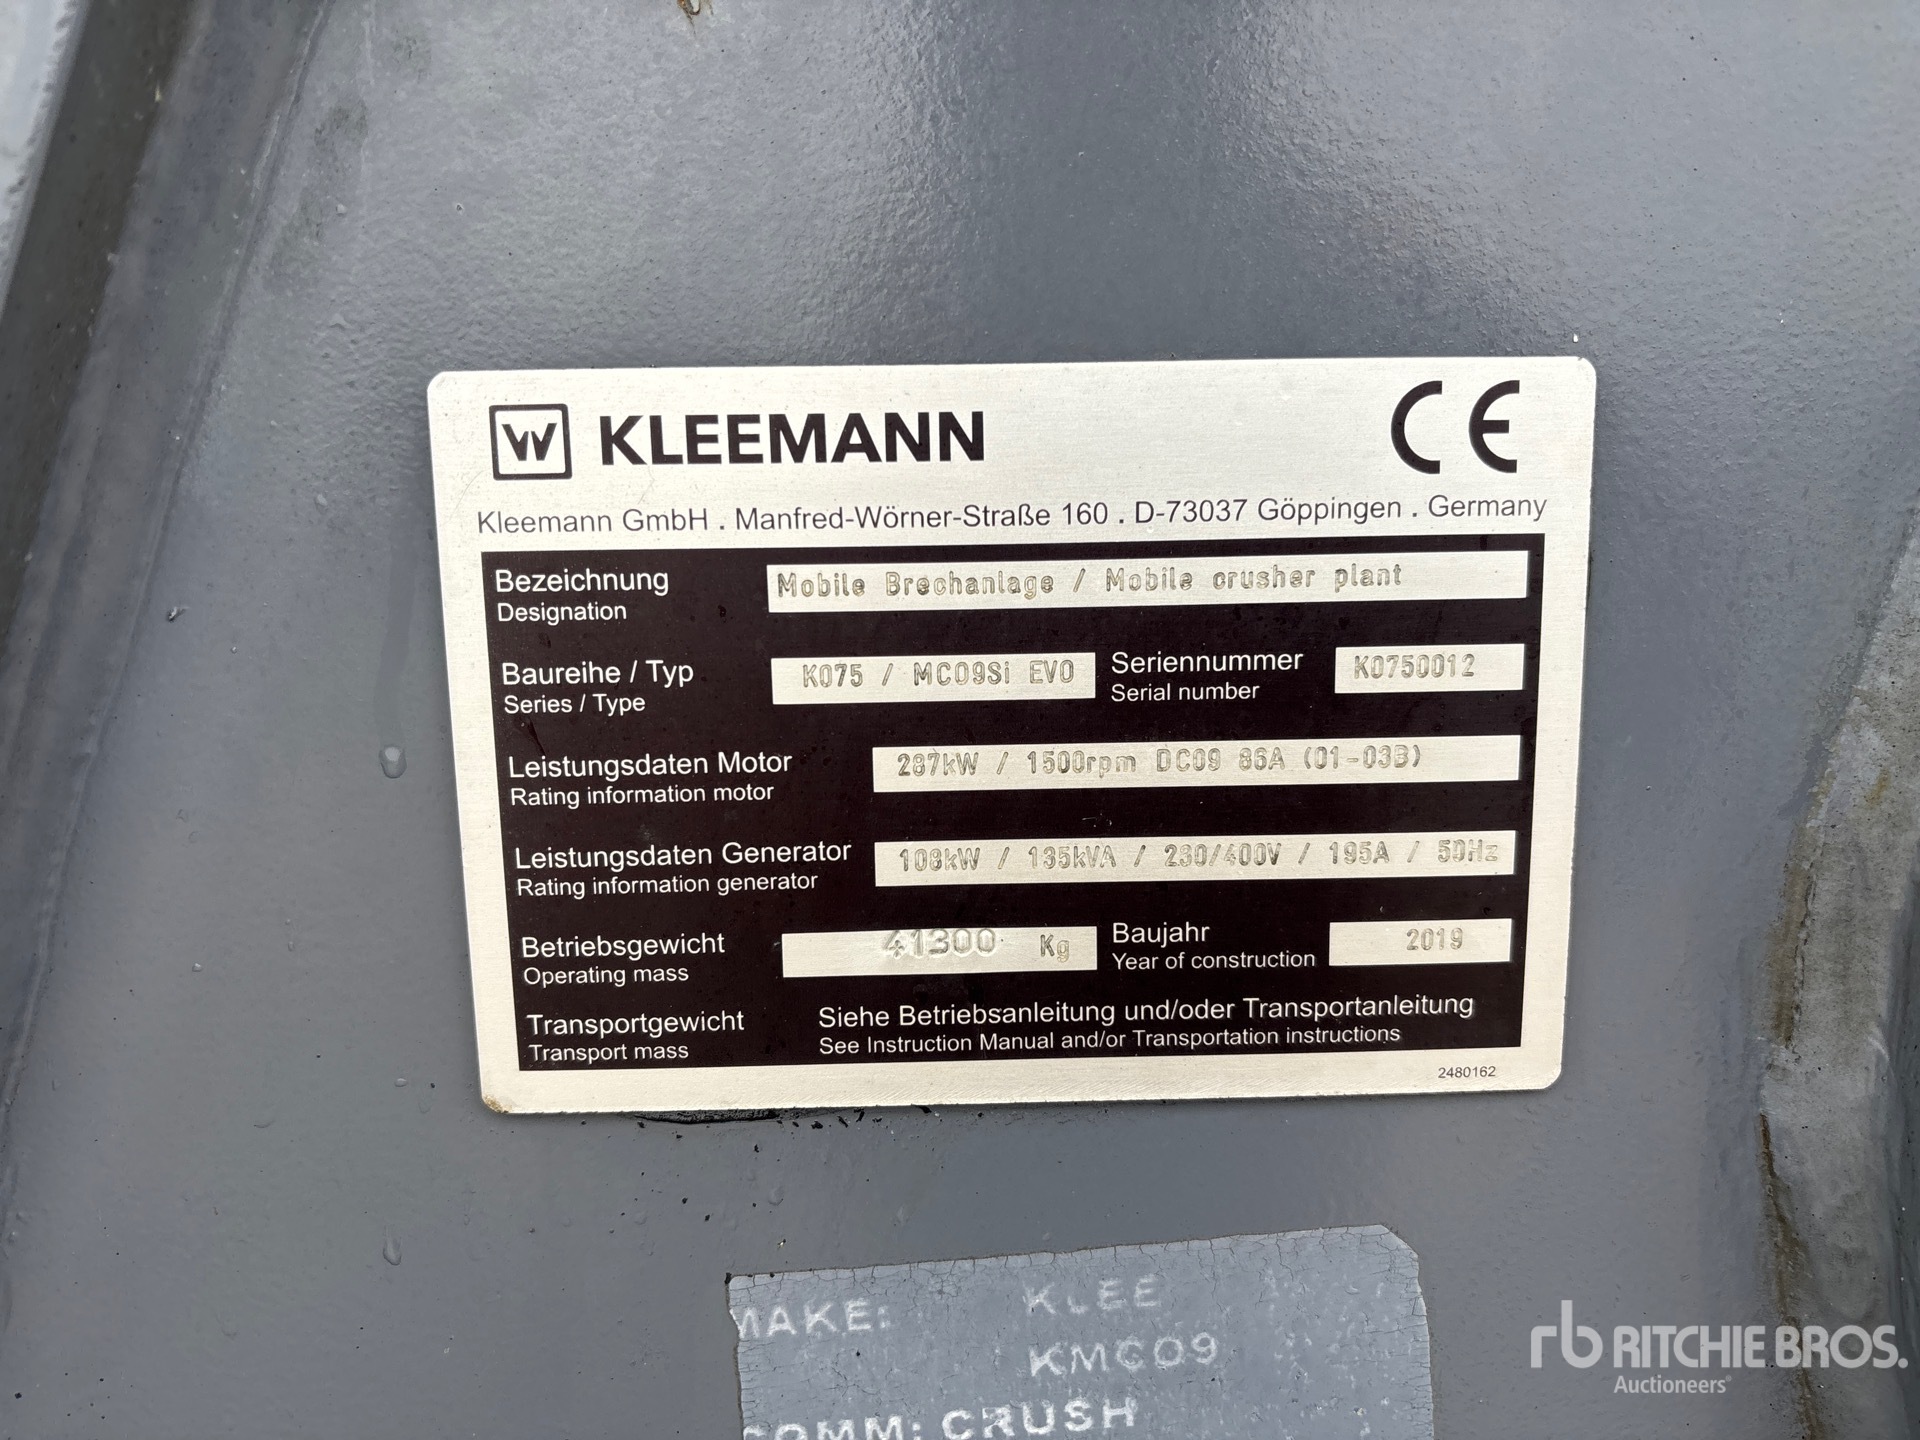 W KLEEMANN CE
Kleemann GmbH . Manfred-Wörner-Straße 160 . D-73037 Göppingen . Germany
Bezeichnung Mobile Brechanlage / Mobile crusher plant
Designation
Baureihe / Typ K075 / MC09Si EVO Seriennummer K0750012
Series / Type Serial number
Leistungsdaten Motor 287kW / 1500rpm DC09 86A (01-03B)
Rating information motor
Leistungsdaten Generator 108kW / 135kVA / 230/400V / 195A / 50Hz
Rating information generator
Betriebsgewicht 41300 Kg Baujahr 2019
Operating mass Year of construction
Transportgewicht Siehe Betriebsanleitung und/oder Transportanleitung
Transport mass See Instruction Manual and/or Transportation instructions
2480162
MAKE: KLEE
KMC09
COMM: CRUSH
rb RITCHIE BROS.
Auctioneers